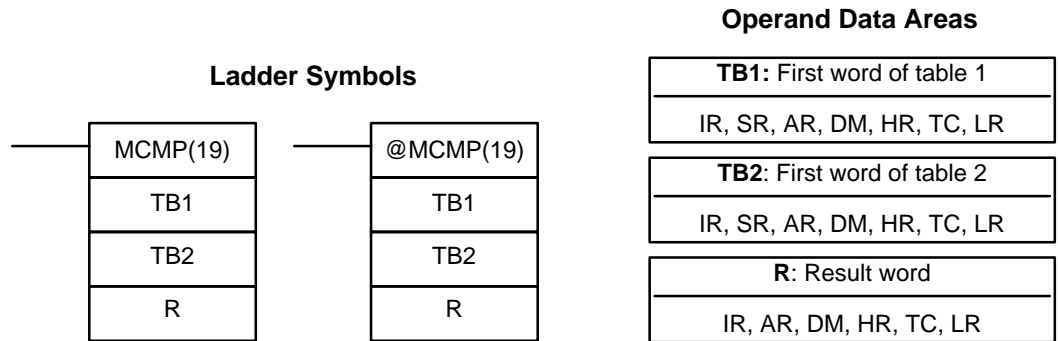 Ladder Symbols
MCMP(19)
TB1
TB2
R
@MCMP(19)
TB1
TB2
R
Operand Data Areas
TB1: First word of table 1
IR, SR, AR, DM, HR, TC, LR
TB2: First word of table 2
IR, SR, AR, DM, HR, TC, LR
R: Result word
IR, AR, DM, HR, TC, LR